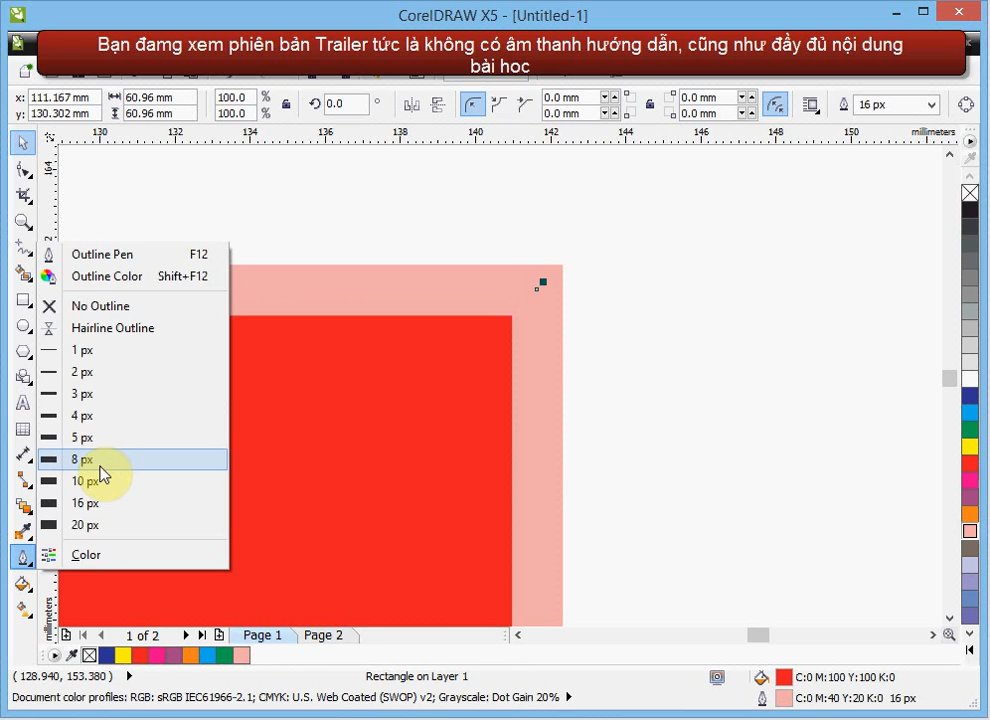 CorelDRAW X5 - [Untitled-1]
Bạn đamg xem phiên bản Trailer tức là không có âm thanh hướng dẫn, cũng như đầy đủ nội dung
bài học
x: 111.167 mm 60.96 mm 100.0 % 0.0 ° 0.0 mm 0.0 mm 16 px
y: 130.302 mm 60.96 mm 100.0 % 0.0 mm 0.0 mm
130 132 134 136 138 140 142 144 146 148 150 millimeters
164
Outline Pen F12
Outline Color Shift+F12
No Outline
Hairline Outline
1 px
2 px
3 px
4 px
5 px
8 px
10 px
16 px
20 px
Color
millimeters
1 of 2 Page 1 Page 2
( 128.940, 153.380 ) Rectangle on Layer 1 C:0 M:100 Y:100 K:0
Document color profiles: RGB: sRGB IEC61966-2.1; CMYK: U.S. Web Coated (SWOP) v2; Grayscale: Dot Gain 20% C:0 M:40 Y:20 K:0 16 px